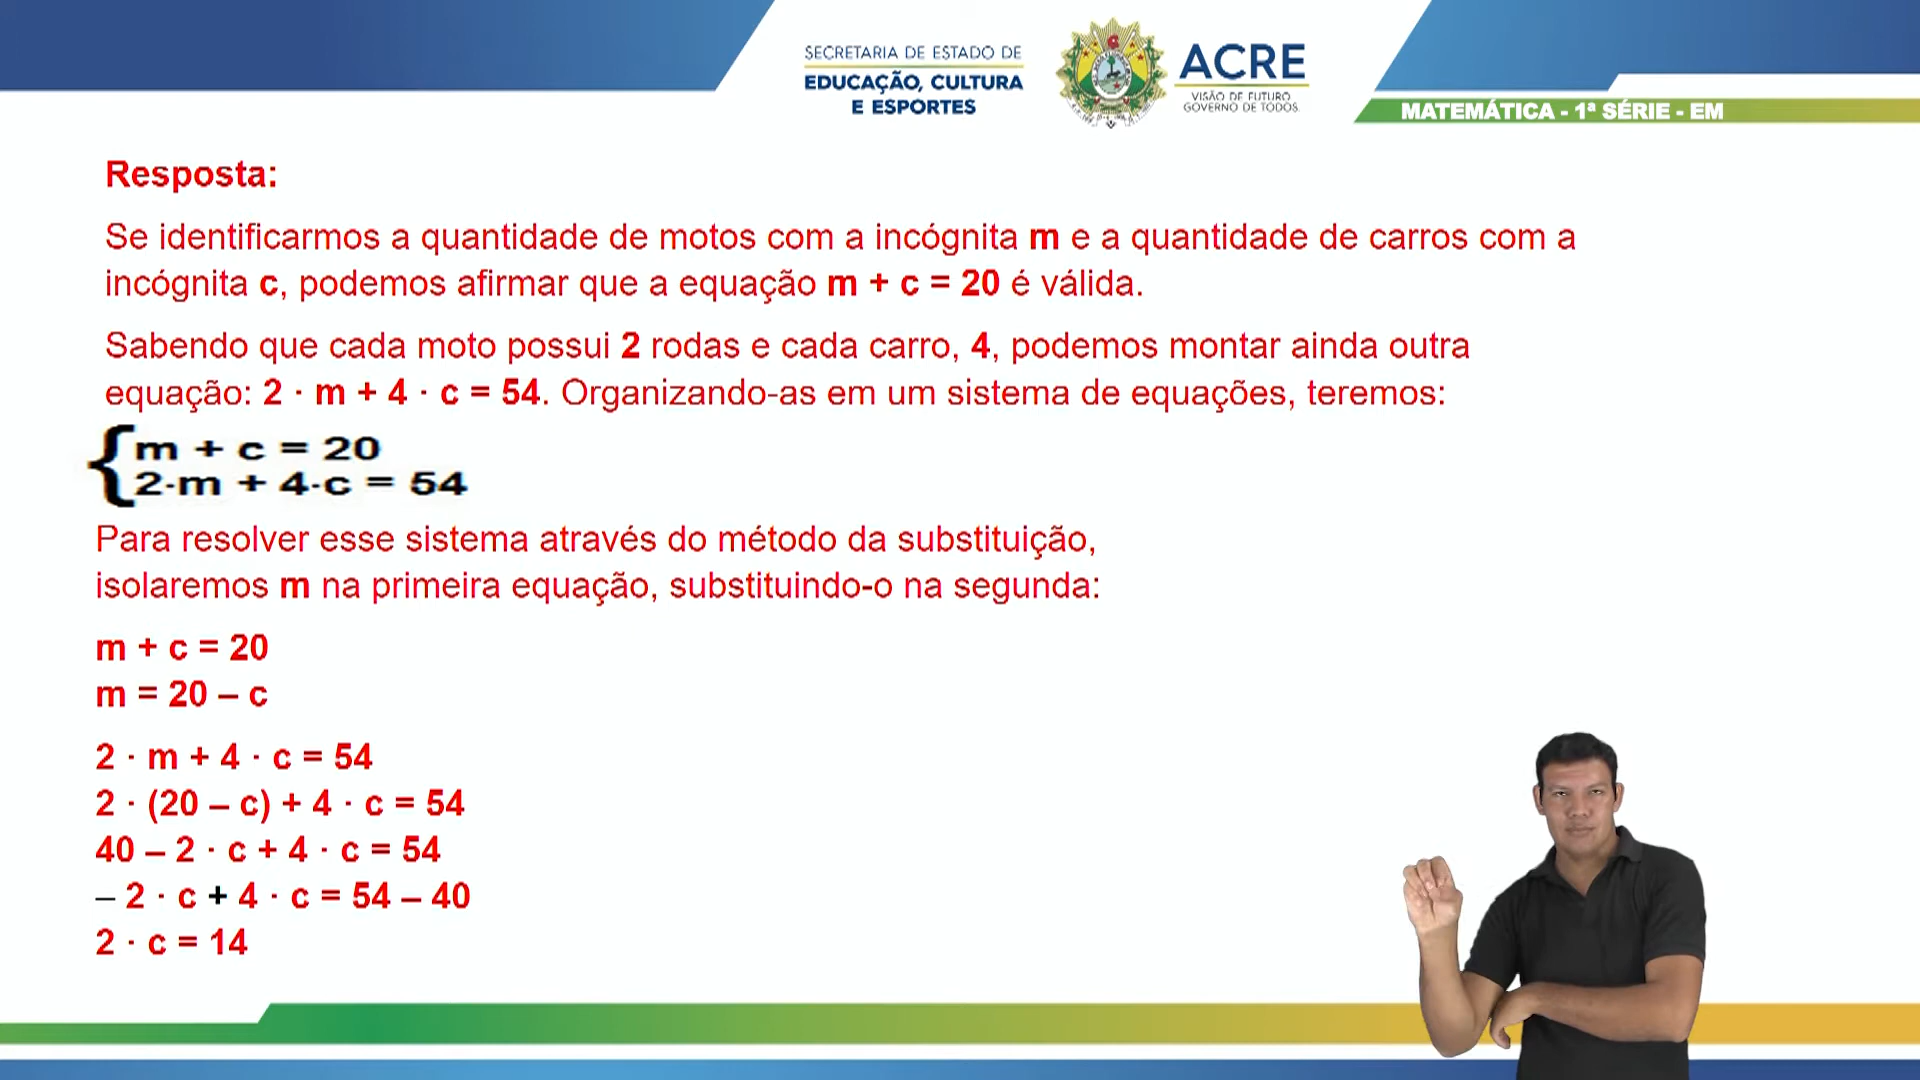 SECRETARIA DE ESTADO DE
EDUCAÇÃO, CULTURA
E ESPORTES
ACRE
VISÃO DE FUTURO
GOVERNO DE TODOS
MATEMÁTICA - 1ª SÉRIE - EM
Resposta:
Se identificarmos a quantidade de motos com a incógnita m e a quantidade de carros com a
incógnita c, podemos afirmar que a equação m + c = 20 é válida.
Sabendo que cada moto possui 2 rodas e cada carro, 4, podemos montar ainda outra
equação: 2 · m + 4 · c = 54. Organizando-as em um sistema de equações, teremos:
m + c = 20
2·m + 4·c = 54
Para resolver esse sistema através do método da substituição,
isolaremos m na primeira equação, substituindo-o na segunda:
m + c = 20
m = 20 – c
2 · m + 4 · c = 54
2 · (20 – c) + 4 · c = 54
40 – 2 · c + 4 · c = 54
– 2 · c + 4 · c = 54 – 40
2 · c = 14